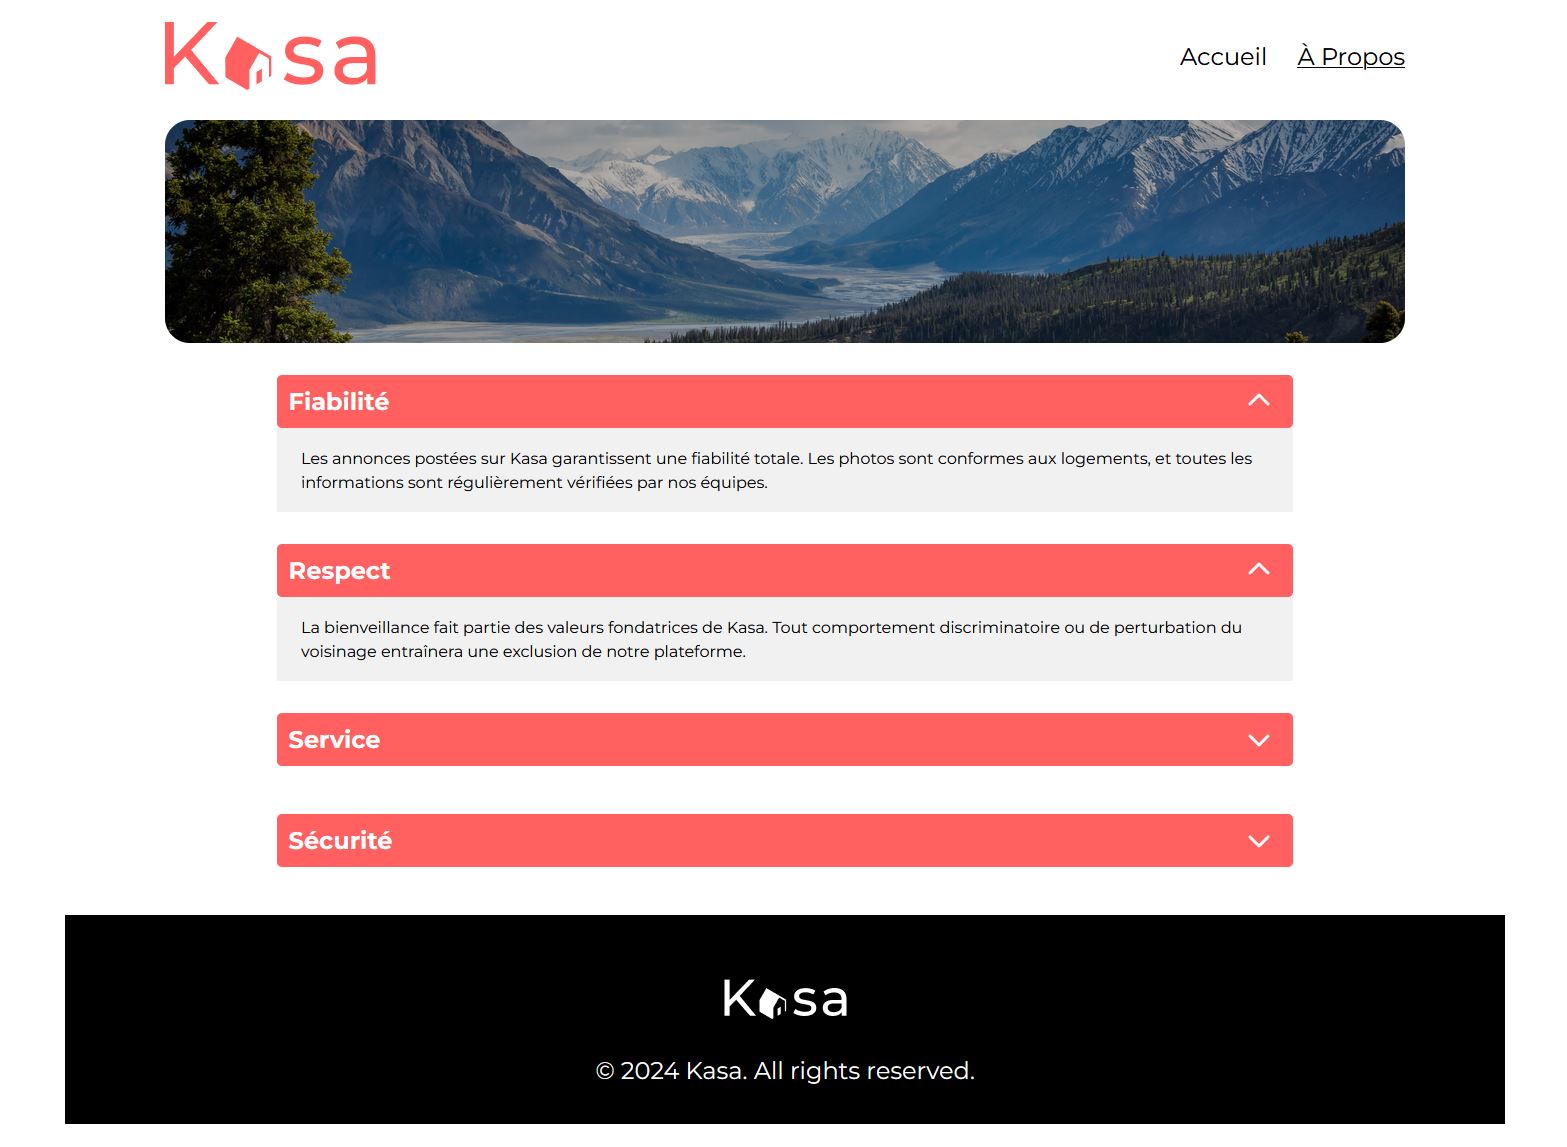 Kasa
Accueil À Propos
Fiabilité
Les annonces postées sur Kasa garantissent une fiabilité totale. Les photos sont conformes aux logements, et toutes les
informations sont régulièrement vérifiées par nos équipes.
Respect
La bienveillance fait partie des valeurs fondatrices de Kasa. Tout comportement discriminatoire ou de perturbation du
voisinage entraînera une exclusion de notre plateforme.
Service
Sécurité
Kasa
© 2024 Kasa. All rights reserved.